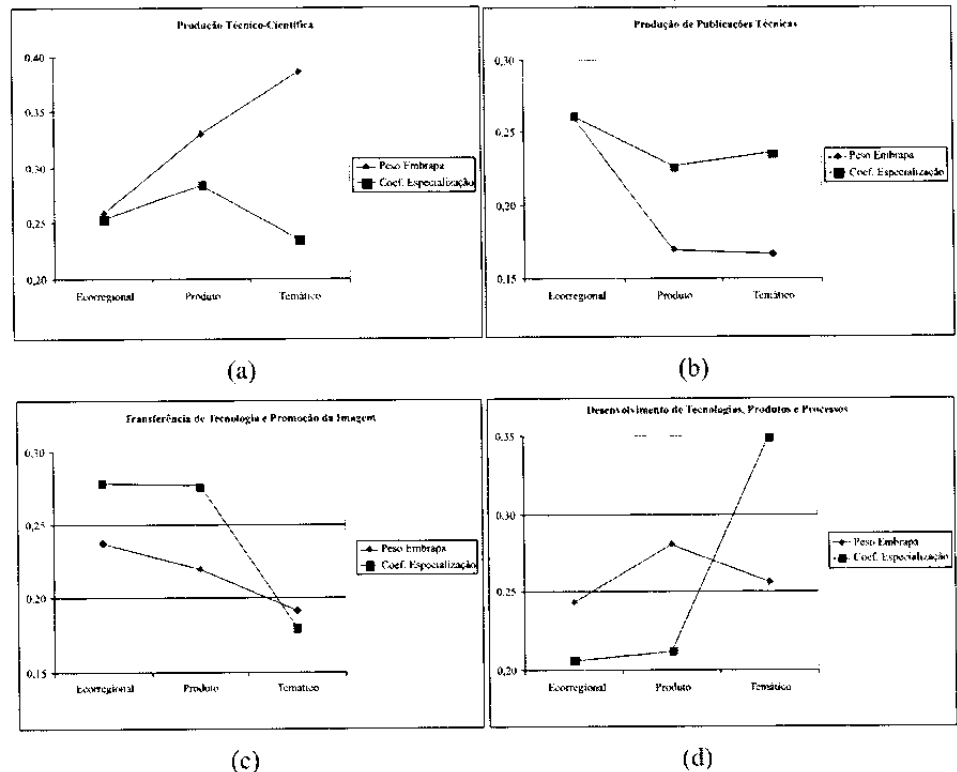 Produção Técnico-Científica
0,40
0,35
0,30
0,25
0,20
Ecorregional Produto Temático
Peso Embrapa
Coef. Especialização
(a)
Produção de Publicações Técnicas
0,30
0,25
0,20
0,15
Ecorregional Produto Temático
Peso Embrapa
Coef. Especialização
(b)
Transferência de Tecnologia e Promoção da Imagem
0,30
0,25
0,20
0,15
Ecorregional Produto Temático
Peso Embrapa
Coef. Especialização
(c)
Desenvolvimento de Tecnologias, Produtos e Processos
0,35
0,30
0,25
0,20
Ecorregional Produto Temático
Peso Embrapa
Coef. Especialização
(d)